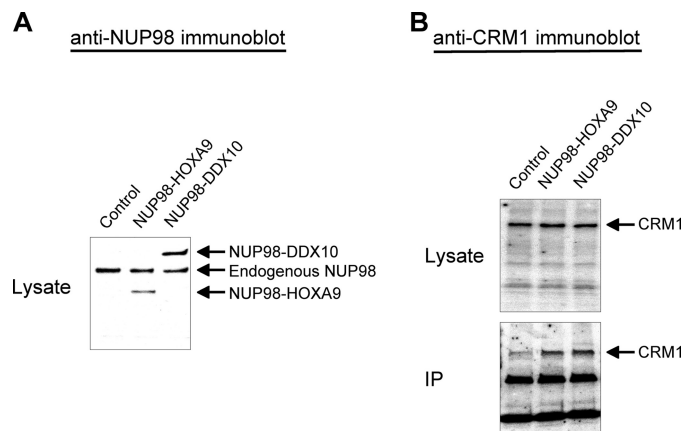 A
anti-NUP98 immunoblot
Control
NUP98-HOXA9
NUP98-DDX10
Lysate
NUP98-DDX10
Endogenous NUP98
NUP98-HOXA9
B
anti-CRM1 immunoblot
Control
NUP98-HOXA9
NUP98-DDX10
Lysate
CRM1
IP
CRM1